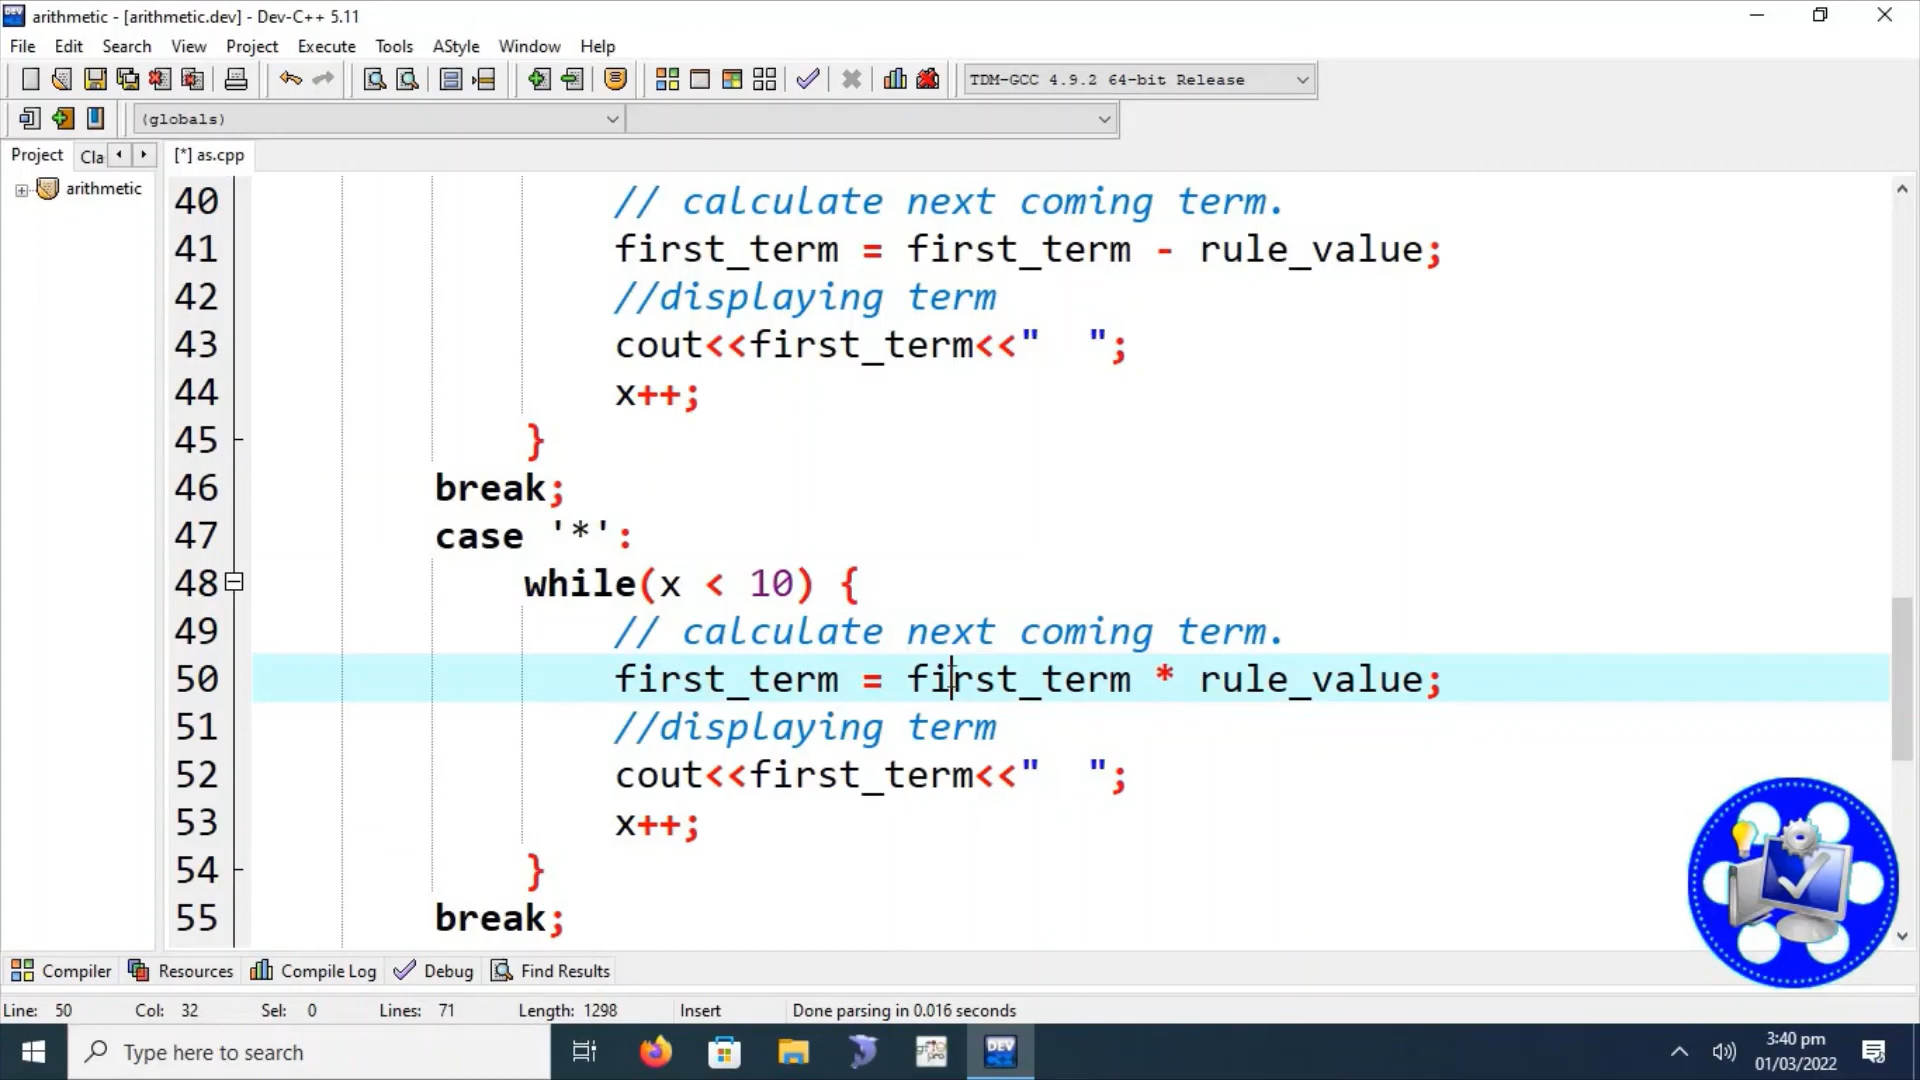 arithmetic - [arithmetic.dev] - Dev-C++ 5.11
File Edit Search View Project Execute Tools AStyle Window Help
TDM-GCC 4.9.2 64-bit Release
(globals)
Project Cla [*] as.cpp
arithmetic
40 // calculate next coming term.
41 first_term = first_term - rule_value;
42 //displaying term
43 cout<<first_term<<"  ";
44 x++;
45 }
46 break;
47 case '*':
48 while(x < 10) {
49 // calculate next coming term.
50 first_term = first_term * rule_value;
51 //displaying term
52 cout<<first_term<<"  ";
53 x++;
54 }
55 break;
Compiler Resources Compile Log Debug Find Results
Line: 50 Col: 32 Sel: 0 Lines: 71 Length: 1298 Insert Done parsing in 0.016 seconds
Type here to search
DEV
3:40 pm
01/03/2022